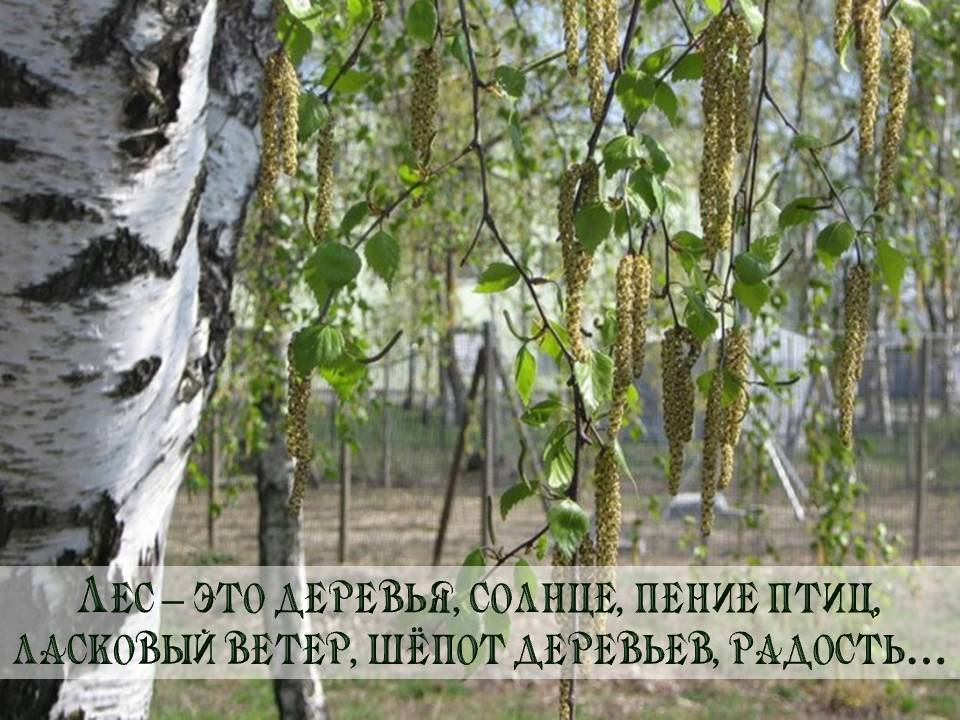 Лес – это деревья, солнце, пение птиц,
ласковый ветер, шёпот деревьев, радость...